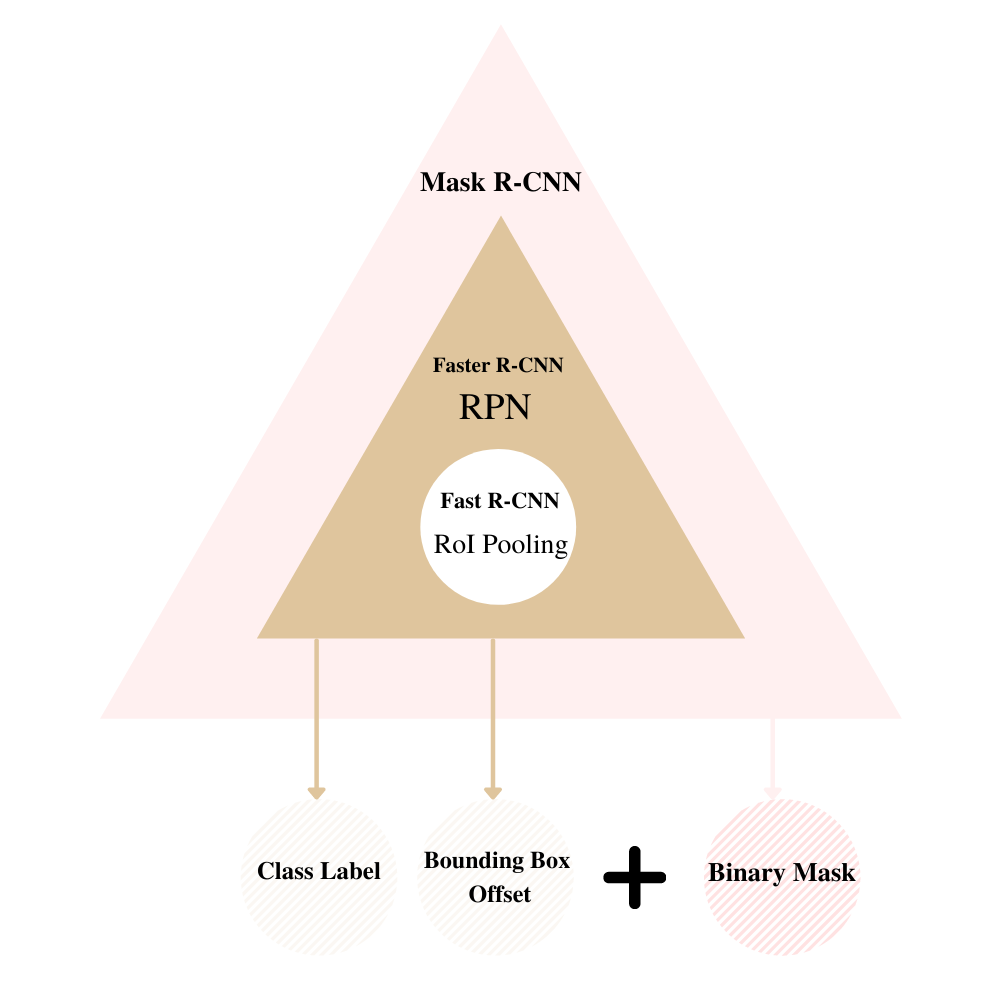 Mask R-CNN
Faster R-CNN
RPN
Fast R-CNN
RoI Pooling
Class Label
Bounding Box
Offset
+
Binary Mask